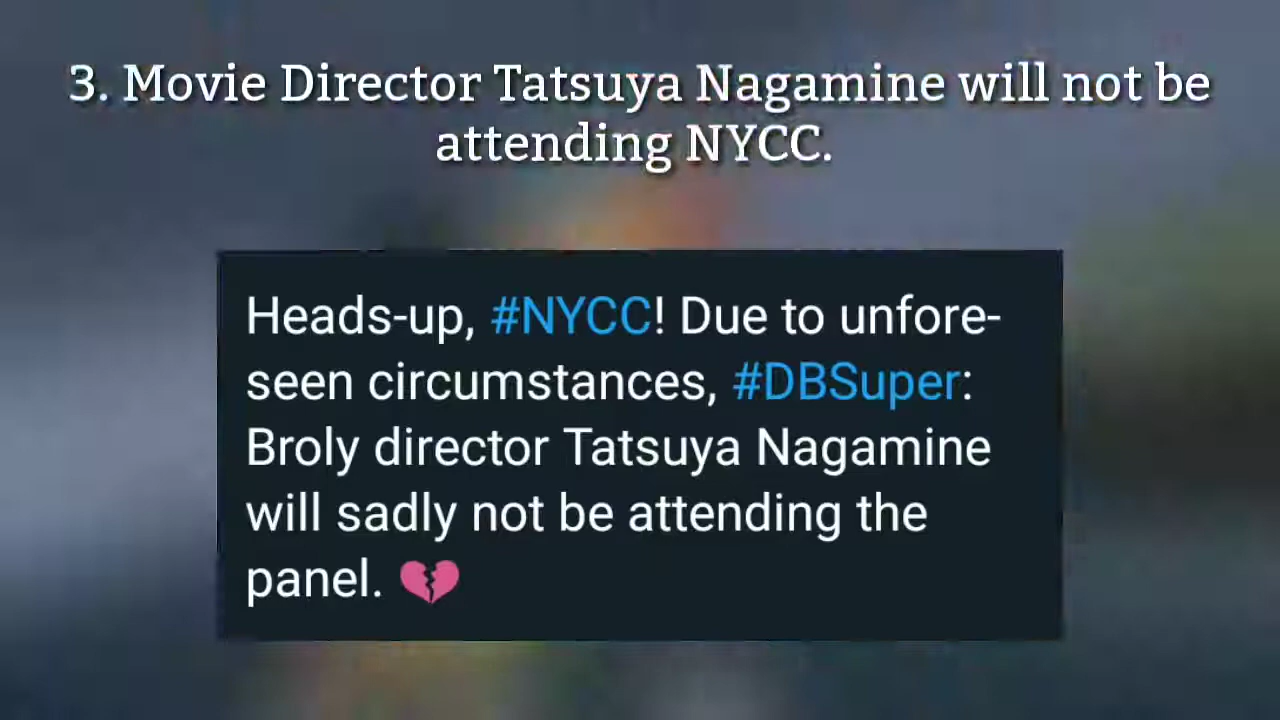 3. Movie Director Tatsuya Nagamine will not be
attending NYCC.
Heads-up, #NYCC! Due to unfore-
seen circumstances, #DBSuper:
Broly director Tatsuya Nagamine
will sadly not be attending the
panel. 💔